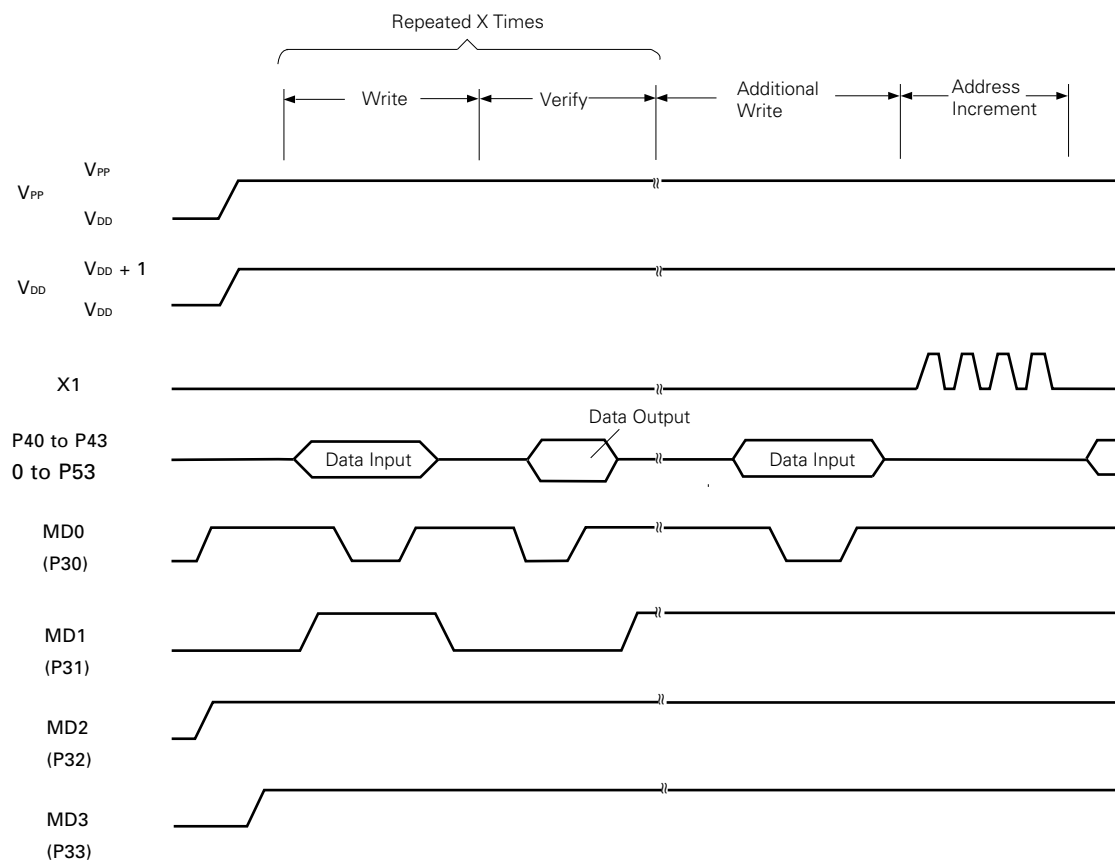 Repeated X Times
Write
Verify
Additional
Write
Address
Increment
VPP
VPP
VDD
VDD + 1
VDD
VDD
X1
Data Output
P40 to P43
0 to P53
Data Input
Data Input
MD0
(P30)
MD1
(P31)
MD2
(P32)
MD3
(P33)